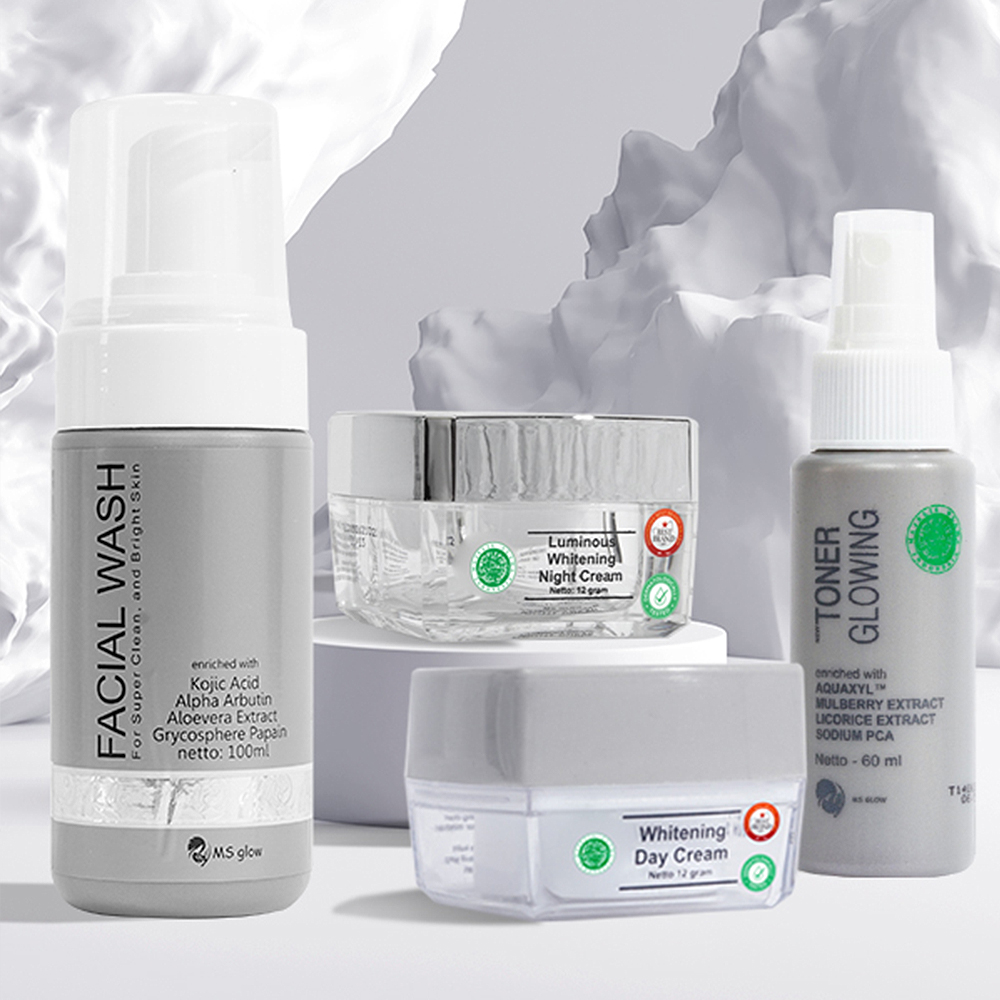 FACIAL WASH
For Super Clean, and Bright Skin
enriched with
Kojic Acid
Alpha Arbutin
Aloevera Extract
Grycosphere Papain
netto: 100ml
MS glow
Luminous
Whitening
Night Cream
Netto: 12 gram
BEST
BRAND
Whitening
Day Cream
Netto 12 gram
TONER
GLOWING
enriched with
AQUAXYL™
MULBERRY EXTRACT
LICORICE EXTRACT
SODIUM PCA
Netto - 60 ml
MS GLOW